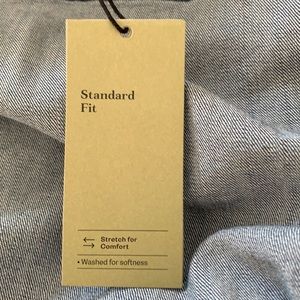 Standard
Fit
Stretch for
Comfort
• Washed for softness